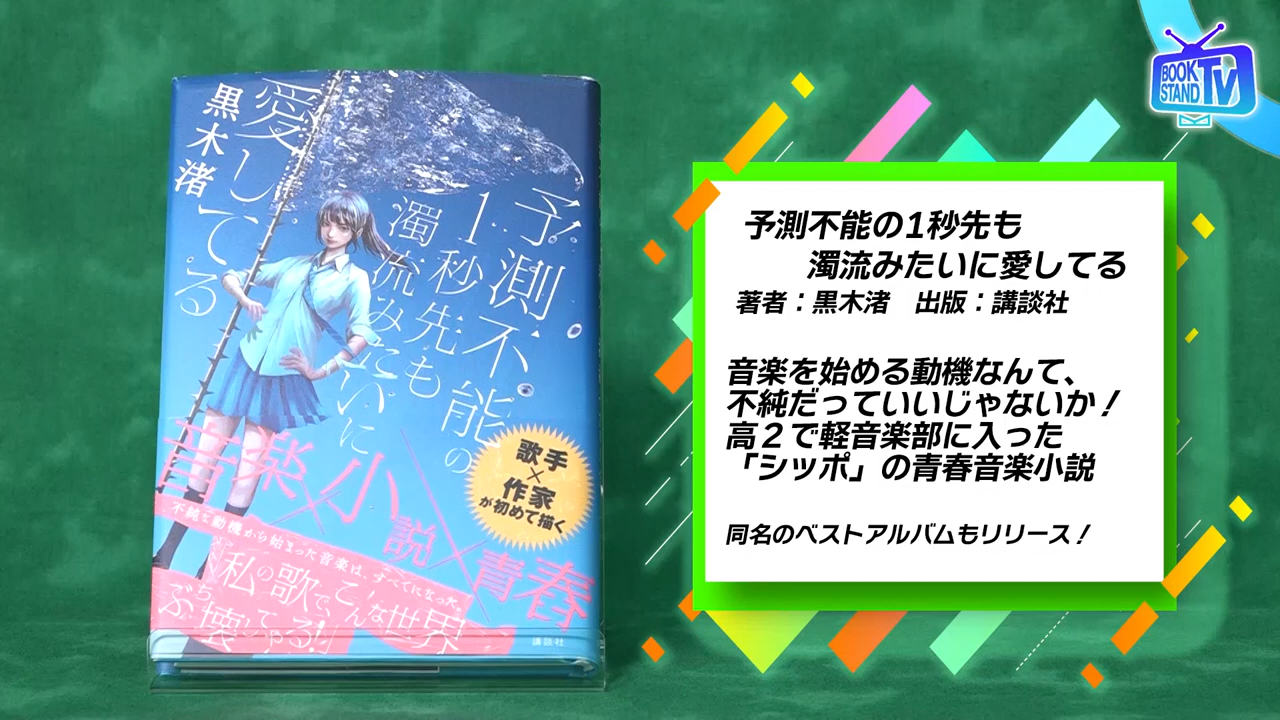 黒木渚
愛してる
予測不能の
1秒先も
濁流みたいに
歌手
×
作家
が初めて描く
音楽×小説×青春
不純な動機から始まった音楽は、すべてになった。
「私の歌で、こんな世界
ぶち壊してやる!」
講談社
BOOK
STAND
TV
予測不能の1秒先も
濁流みたいに愛してる
著者：黒木渚　出版：講談社
音楽を始める動機なんて、
不純だっていいじゃないか！
高２で軽音楽部に入った
「シッポ」の青春音楽小説
同名のベストアルバムもリリース！